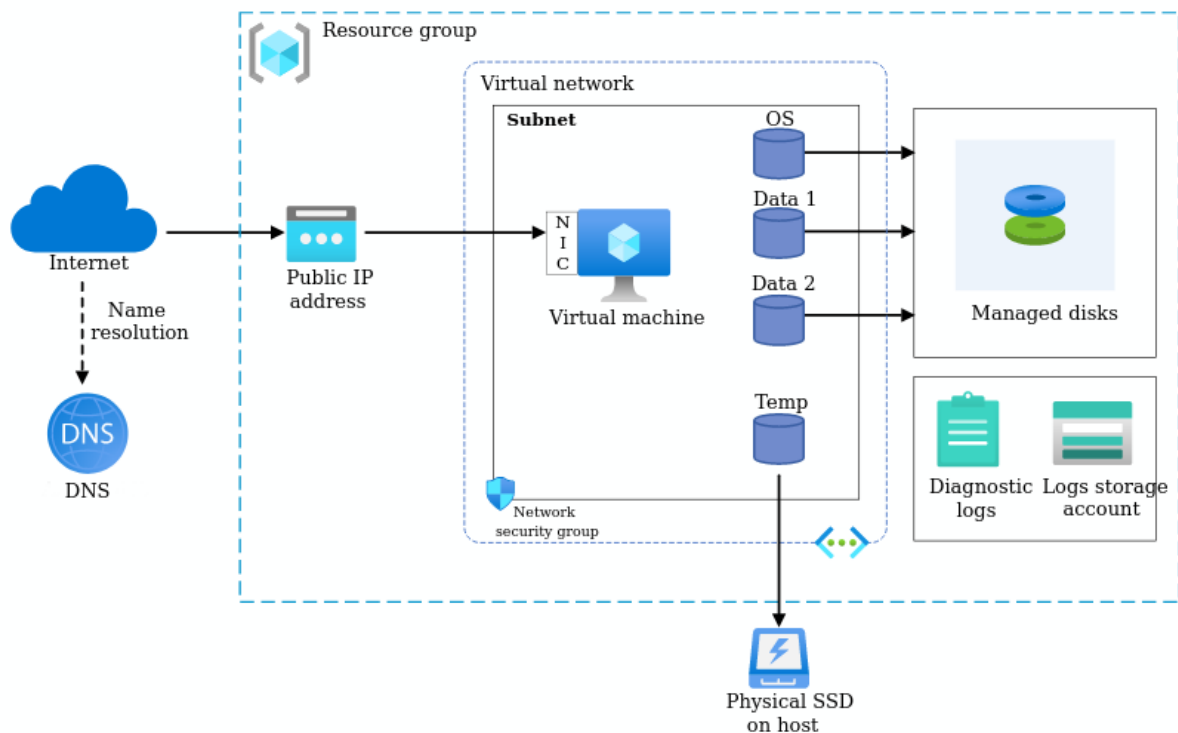 Resource group
Virtual network
Subnet
OS
Data 1
Data 2
Temp
N
I
C
Virtual machine
Internet
Public IP
address
Name
resolution
DNS
DNS
Network
security group
Managed disks
Diagnostic
logs
Logs storage
account
Physical SSD
on host